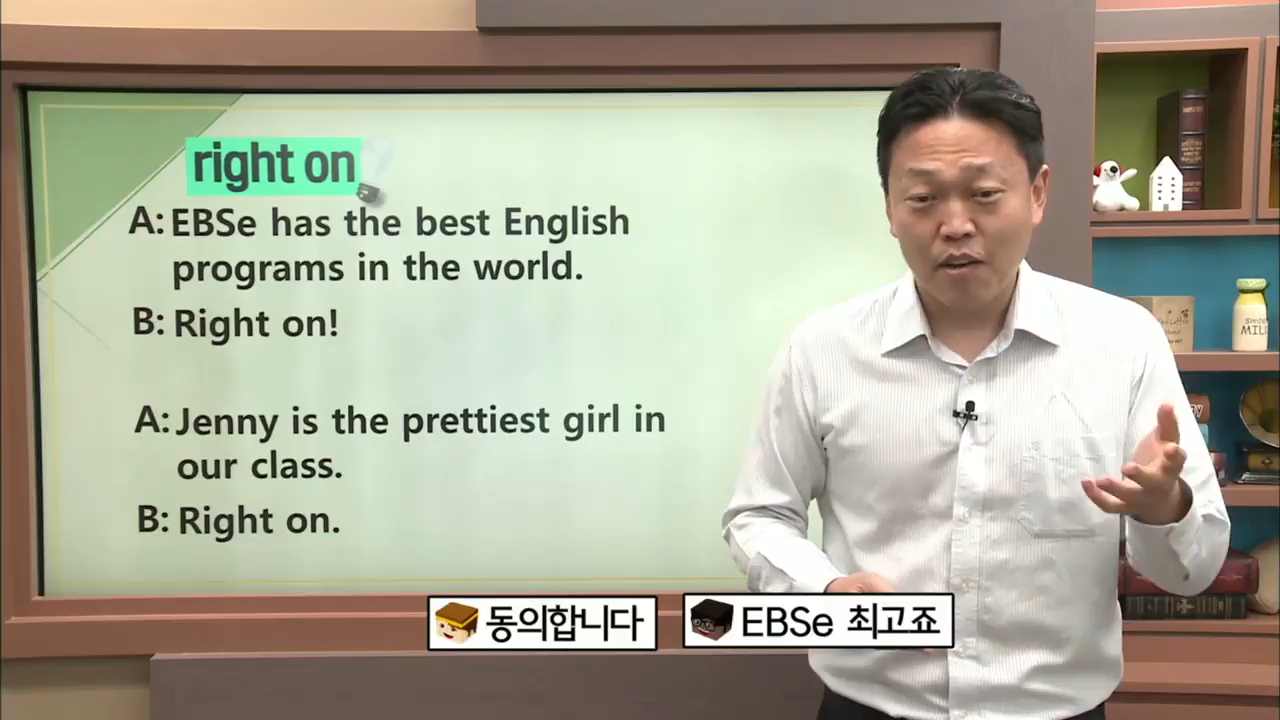 right on
A: EBSe has the best English
programs in the world.
B: Right on!
A: Jenny is the prettiest girl in
our class.
B: Right on.
동의합니다
EBSe 최고죠
MILK